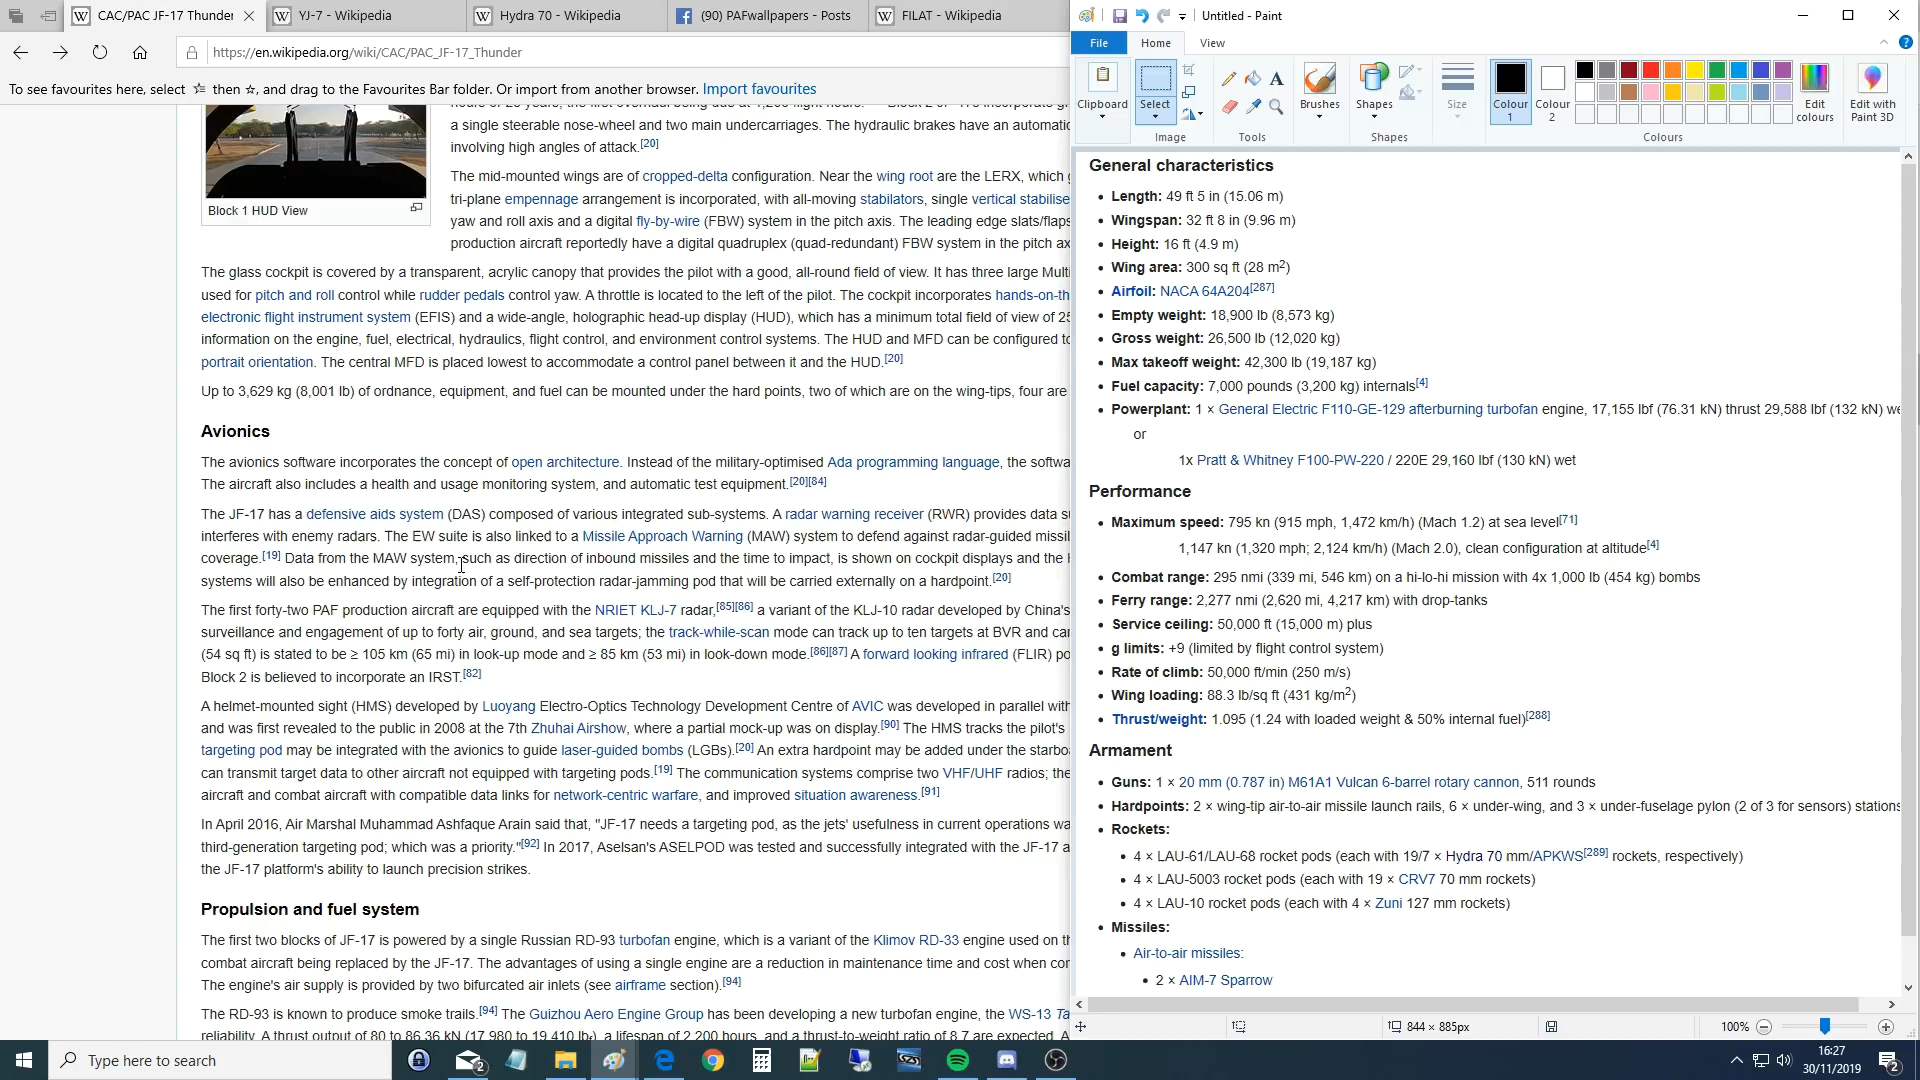 CAC/PAC JF-17 Thunder
YJ-7 - Wikipedia
Hydra 70 - Wikipedia
(90) PAFwallpapers - Posts
FILAT - Wikipedia
https://en.wikipedia.org/wiki/CAC/PAC_JF-17_Thunder
To see favourites here, select ☆ then ☆, and drag to the Favourites Bar folder. Or import from another browser. Import favourites
a single steerable nose-wheel and two main undercarriages. The hydraulic brakes have an automatic
involving high angles of attack.[20]
The mid-mounted wings are of cropped-delta configuration. Near the wing root are the LERX, which
tri-plane empennage arrangement is incorporated, with all-moving stabilators, single vertical stabilise
yaw and roll axis and a digital fly-by-wire (FBW) system in the pitch axis. The leading edge slats/flaps
production aircraft reportedly have a digital quadruplex (quad-redundant) FBW system in the pitch ax
Block 1 HUD View
The glass cockpit is covered by a transparent, acrylic canopy that provides the pilot with a good, all-round field of view. It has three large Multi
used for pitch and roll control while rudder pedals control yaw. A throttle is located to the left of the pilot. The cockpit incorporates hands-on-th
electronic flight instrument system (EFIS) and a wide-angle, holographic head-up display (HUD), which has a minimum total field of view of 25
information on the engine, fuel, electrical, hydraulics, flight control, and environment control systems. The HUD and MFD can be configured to
portrait orientation. The central MFD is placed lowest to accommodate a control panel between it and the HUD.[20]
Up to 3,629 kg (8,001 lb) of ordnance, equipment, and fuel can be mounted under the hard points, two of which are on the wing-tips, four are
Avionics
The avionics software incorporates the concept of open architecture. Instead of the military-optimised Ada programming language, the softwa
The aircraft also includes a health and usage monitoring system, and automatic test equipment.[20][84]
The JF-17 has a defensive aids system (DAS) composed of various integrated sub-systems. A radar warning receiver (RWR) provides data su
interferes with enemy radars. The EW suite is also linked to a Missile Approach Warning (MAW) system to defend against radar-guided missil
coverage.[19] Data from the MAW system, such as direction of inbound missiles and the time to impact, is shown on cockpit displays and the H
systems will also be enhanced by integration of a self-protection radar-jamming pod that will be carried externally on a hardpoint.[20]
The first forty-two PAF production aircraft are equipped with the NRIET KLJ-7 radar,[85][86] a variant of the KLJ-10 radar developed by China's
surveillance and engagement of up to forty air, ground, and sea targets; the track-while-scan mode can track up to ten targets at BVR and can
(54 sq ft) is stated to be ≥ 105 km (65 mi) in look-up mode and ≥ 85 km (53 mi) in look-down mode.[86][87] A forward looking infrared (FLIR) po
Block 2 is believed to incorporate an IRST.[82]
A helmet-mounted sight (HMS) developed by Luoyang Electro-Optics Technology Development Centre of AVIC was developed in parallel with
and was first revealed to the public in 2008 at the 7th Zhuhai Airshow, where a partial mock-up was on display.[90] The HMS tracks the pilot's
targeting pod may be integrated with the avionics to guide laser-guided bombs (LGBs).[20] An extra hardpoint may be added under the starbo
can transmit target data to other aircraft not equipped with targeting pods.[19] The communication systems comprise two VHF/UHF radios; the
aircraft and combat aircraft with compatible data links for network-centric warfare, and improved situation awareness.[91]
In April 2016, Air Marshal Muhammad Ashfaque Arain said that, "JF-17 needs a targeting pod, as the jets' usefulness in current operations wa
third-generation targeting pod; which was a priority."[92] In 2017, Aselsan's ASELPOD was tested and successfully integrated with the JF-17 a
the JF-17 platform's ability to launch precision strikes.
Propulsion and fuel system
The first two blocks of JF-17 is powered by a single Russian RD-93 turbofan engine, which is a variant of the Klimov RD-33 engine used on th
combat aircraft being replaced by the JF-17. The advantages of using a single engine are a reduction in maintenance time and cost when com
The engine's air supply is provided by two bifurcated air inlets (see airframe section).[94]
The RD-93 is known to produce smoke trails.[94] The Guizhou Aero Engine Group has been developing a new turbofan engine, the WS-13 Ta
reliability. A thrust output of 80 to 86.36 kN (17,980 to 19,410 lbf), a lifespan of 2,200 hours, and a thrust-to-weight ratio of 8.7 are expected. A
Untitled - Paint
File
Home
View
Clipboard
Select
Image
Tools
Brushes
Shapes
Shapes
Size
Colour 1
Colour 2
Colours
Edit colours
Edit with Paint 3D
General characteristics
• Length: 49 ft 5 in (15.06 m)
• Wingspan: 32 ft 8 in (9.96 m)
• Height: 16 ft (4.9 m)
• Wing area: 300 sq ft (28 m2)
• Airfoil: NACA 64A204[287]
• Empty weight: 18,900 lb (8,573 kg)
• Gross weight: 26,500 lb (12,020 kg)
• Max takeoff weight: 42,300 lb (19,187 kg)
• Fuel capacity: 7,000 pounds (3,200 kg) internals[4]
• Powerplant: 1 × General Electric F110-GE-129 afterburning turbofan engine, 17,155 lbf (76.31 kN) thrust 29,588 lbf (132 kN) we
or
1x Pratt & Whitney F100-PW-220 / 220E 29,160 lbf (130 kN) wet
Performance
• Maximum speed: 795 kn (915 mph, 1,472 km/h) (Mach 1.2) at sea level[71]
1,147 kn (1,320 mph; 2,124 km/h) (Mach 2.0), clean configuration at altitude[4]
• Combat range: 295 nmi (339 mi, 546 km) on a hi-lo-hi mission with 4x 1,000 lb (454 kg) bombs
• Ferry range: 2,277 nmi (2,620 mi, 4,217 km) with drop-tanks
• Service ceiling: 50,000 ft (15,000 m) plus
• g limits: +9 (limited by flight control system)
• Rate of climb: 50,000 ft/min (250 m/s)
• Wing loading: 88.3 lb/sq ft (431 kg/m2)
• Thrust/weight: 1.095 (1.24 with loaded weight & 50% internal fuel)[288]
Armament
• Guns: 1 × 20 mm (0.787 in) M61A1 Vulcan 6-barrel rotary cannon, 511 rounds
• Hardpoints: 2 × wing-tip air-to-air missile launch rails, 6 × under-wing, and 3 × under-fuselage pylon (2 of 3 for sensors) stations
• Rockets:
• 4 × LAU-61/LAU-68 rocket pods (each with 19/7 × Hydra 70 mm/APKWS[289] rockets, respectively)
• 4 × LAU-5003 rocket pods (each with 19 × CRV7 70 mm rockets)
• 4 × LAU-10 rocket pods (each with 4 × Zuni 127 mm rockets)
• Missiles:
• Air-to-air missiles:
• 2 × AIM-7 Sparrow
844 × 885px
100%
Type here to search
2
16:27
30/11/2019
2